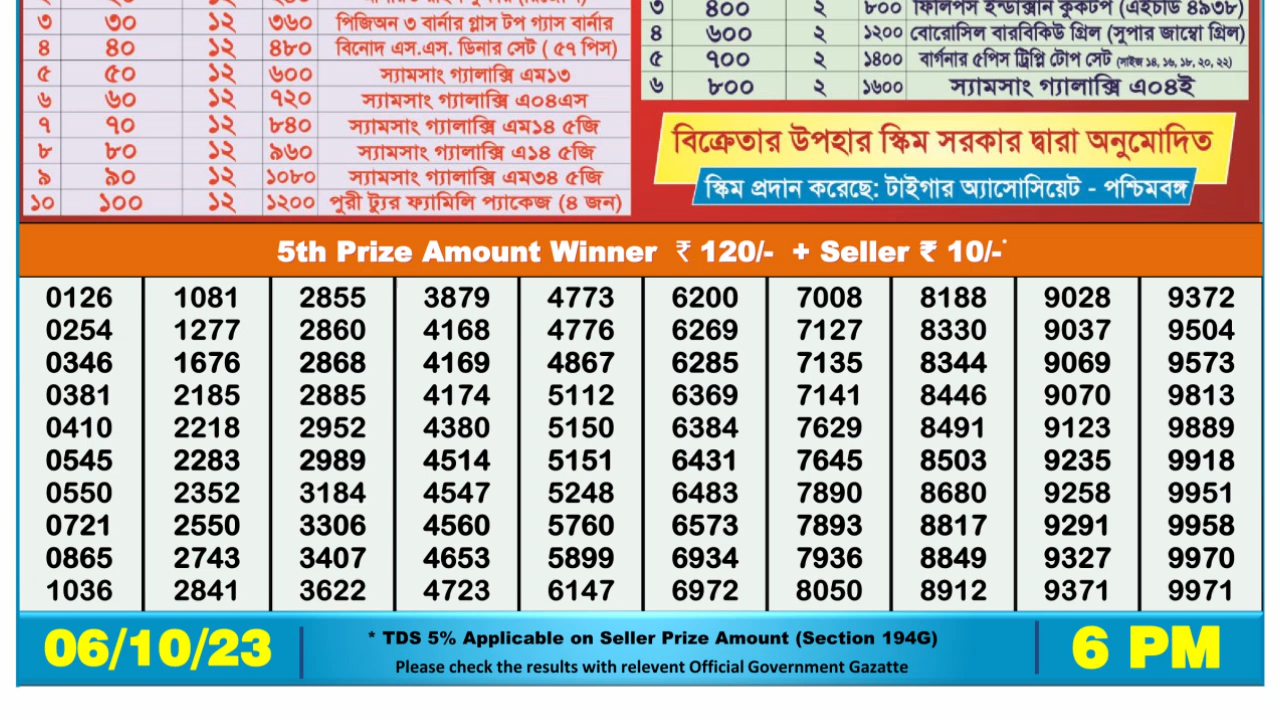 ৩ ৩০ ১২ ৩৬০ পিজিঅন ৩ বার্নার গ্লাস টপ গ্যাস বার্নার
৪ ৪০ ১২ ৪৮০ বিনোদ এস.এস. ডিনার সেট ( ৫৭ পিস)
৫ ৫০ ১২ ৬০০ স্যামসাং গ্যালাক্সি এম১৩
৬ ৬০ ১২ ৭২০ স্যামসাং গ্যালাক্সি এ০৪এস
৭ ৭০ ১২ ৮৪০ স্যামসাং গ্যালাক্সি এম১৪ ৫জি
৮ ৮০ ১২ ৯৬০ স্যামসাং গ্যালাক্সি এ১৪ ৫জি
৯ ৯০ ১২ ১০৮০ স্যামসাং গ্যালাক্সি এম৩৪ ৫জি
১০ ১০০ ১২ ১২০০ পুরী ট্যুর ফ্যামিলি প্যাকেজ (৪ জন)
৩ ৪০০ ২ ৮০০ ফিলিপস ইন্ডাক্সান কুকটপ (এইচডি ৪৯৩৮)
৪ ৬০০ ২ ১২০০ বোরোসিল বারবিকিউ গ্রিল (সুপার জাম্বো গ্রিল)
৫ ৭০০ ২ ১৪০০ বার্গনার ৫পিস ট্রিপ্লি টোপ সেট (সাইজ ১৪, ১৬, ১৮, ২০, ২২)
৬ ৮০০ ২ ১৬০০ স্যামসাং গ্যালাক্সি এ০৪ই
বিক্রেতার উপহার স্কিম সরকার দ্বারা অনুমোদিত
স্কিম প্রদান করেছে: টাইগার অ্যাসোসিয়েট - পশ্চিমবঙ্গ
5th Prize Amount Winner ₹ 120/- + Seller ₹ 10/-*
0126 1081 2855 3879 4773 6200 7008 8188 9028 9372
0254 1277 2860 4168 4776 6269 7127 8330 9037 9504
0346 1676 2868 4169 4867 6285 7135 8344 9069 9573
0381 2185 2885 4174 5112 6369 7141 8446 9070 9813
0410 2218 2952 4380 5150 6384 7629 8491 9123 9889
0545 2283 2989 4514 5151 6431 7645 8503 9235 9918
0550 2352 3184 4547 5248 6483 7890 8680 9258 9951
0721 2550 3306 4560 5760 6573 7893 8817 9291 9958
0865 2743 3407 4653 5899 6934 7936 8849 9327 9970
1036 2841 3622 4723 6147 6972 8050 8912 9371 9971
06/10/23
* TDS 5% Applicable on Seller Prize Amount (Section 194G)
Please check the results with relevent Official Government Gazatte
6 PM